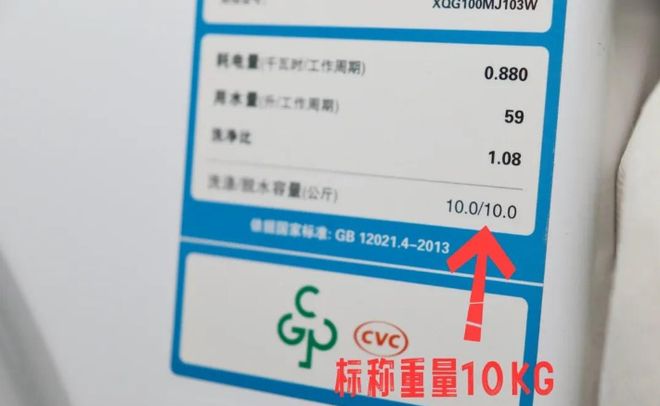 XQG100MJ103W
耗电量(千瓦时/工作周期) 0.880
用水量(升/工作周期) 59
洗净比 1.08
洗涤/脱水容量(公斤) 10.0/10.0
依据国家标准: GB 12021.4-2013
CGP
CVC
标称重量10KG